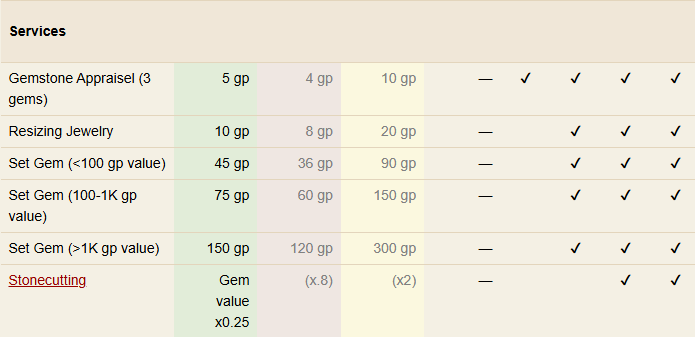 Services
Gemstone Appraisel (3 gems) 5 gp 4 gp 10 gp — ✓ ✓ ✓ ✓
Resizing Jewelry 10 gp 8 gp 20 gp — ✓ ✓ ✓
Set Gem (<100 gp value) 45 gp 36 gp 90 gp — ✓ ✓ ✓
Set Gem (100-1K gp value) 75 gp 60 gp 150 gp — ✓ ✓ ✓
Set Gem (>1K gp value) 150 gp 120 gp 300 gp — ✓ ✓ ✓
Stonecutting Gem value x0.25 (x.8) (x2) — ✓ ✓